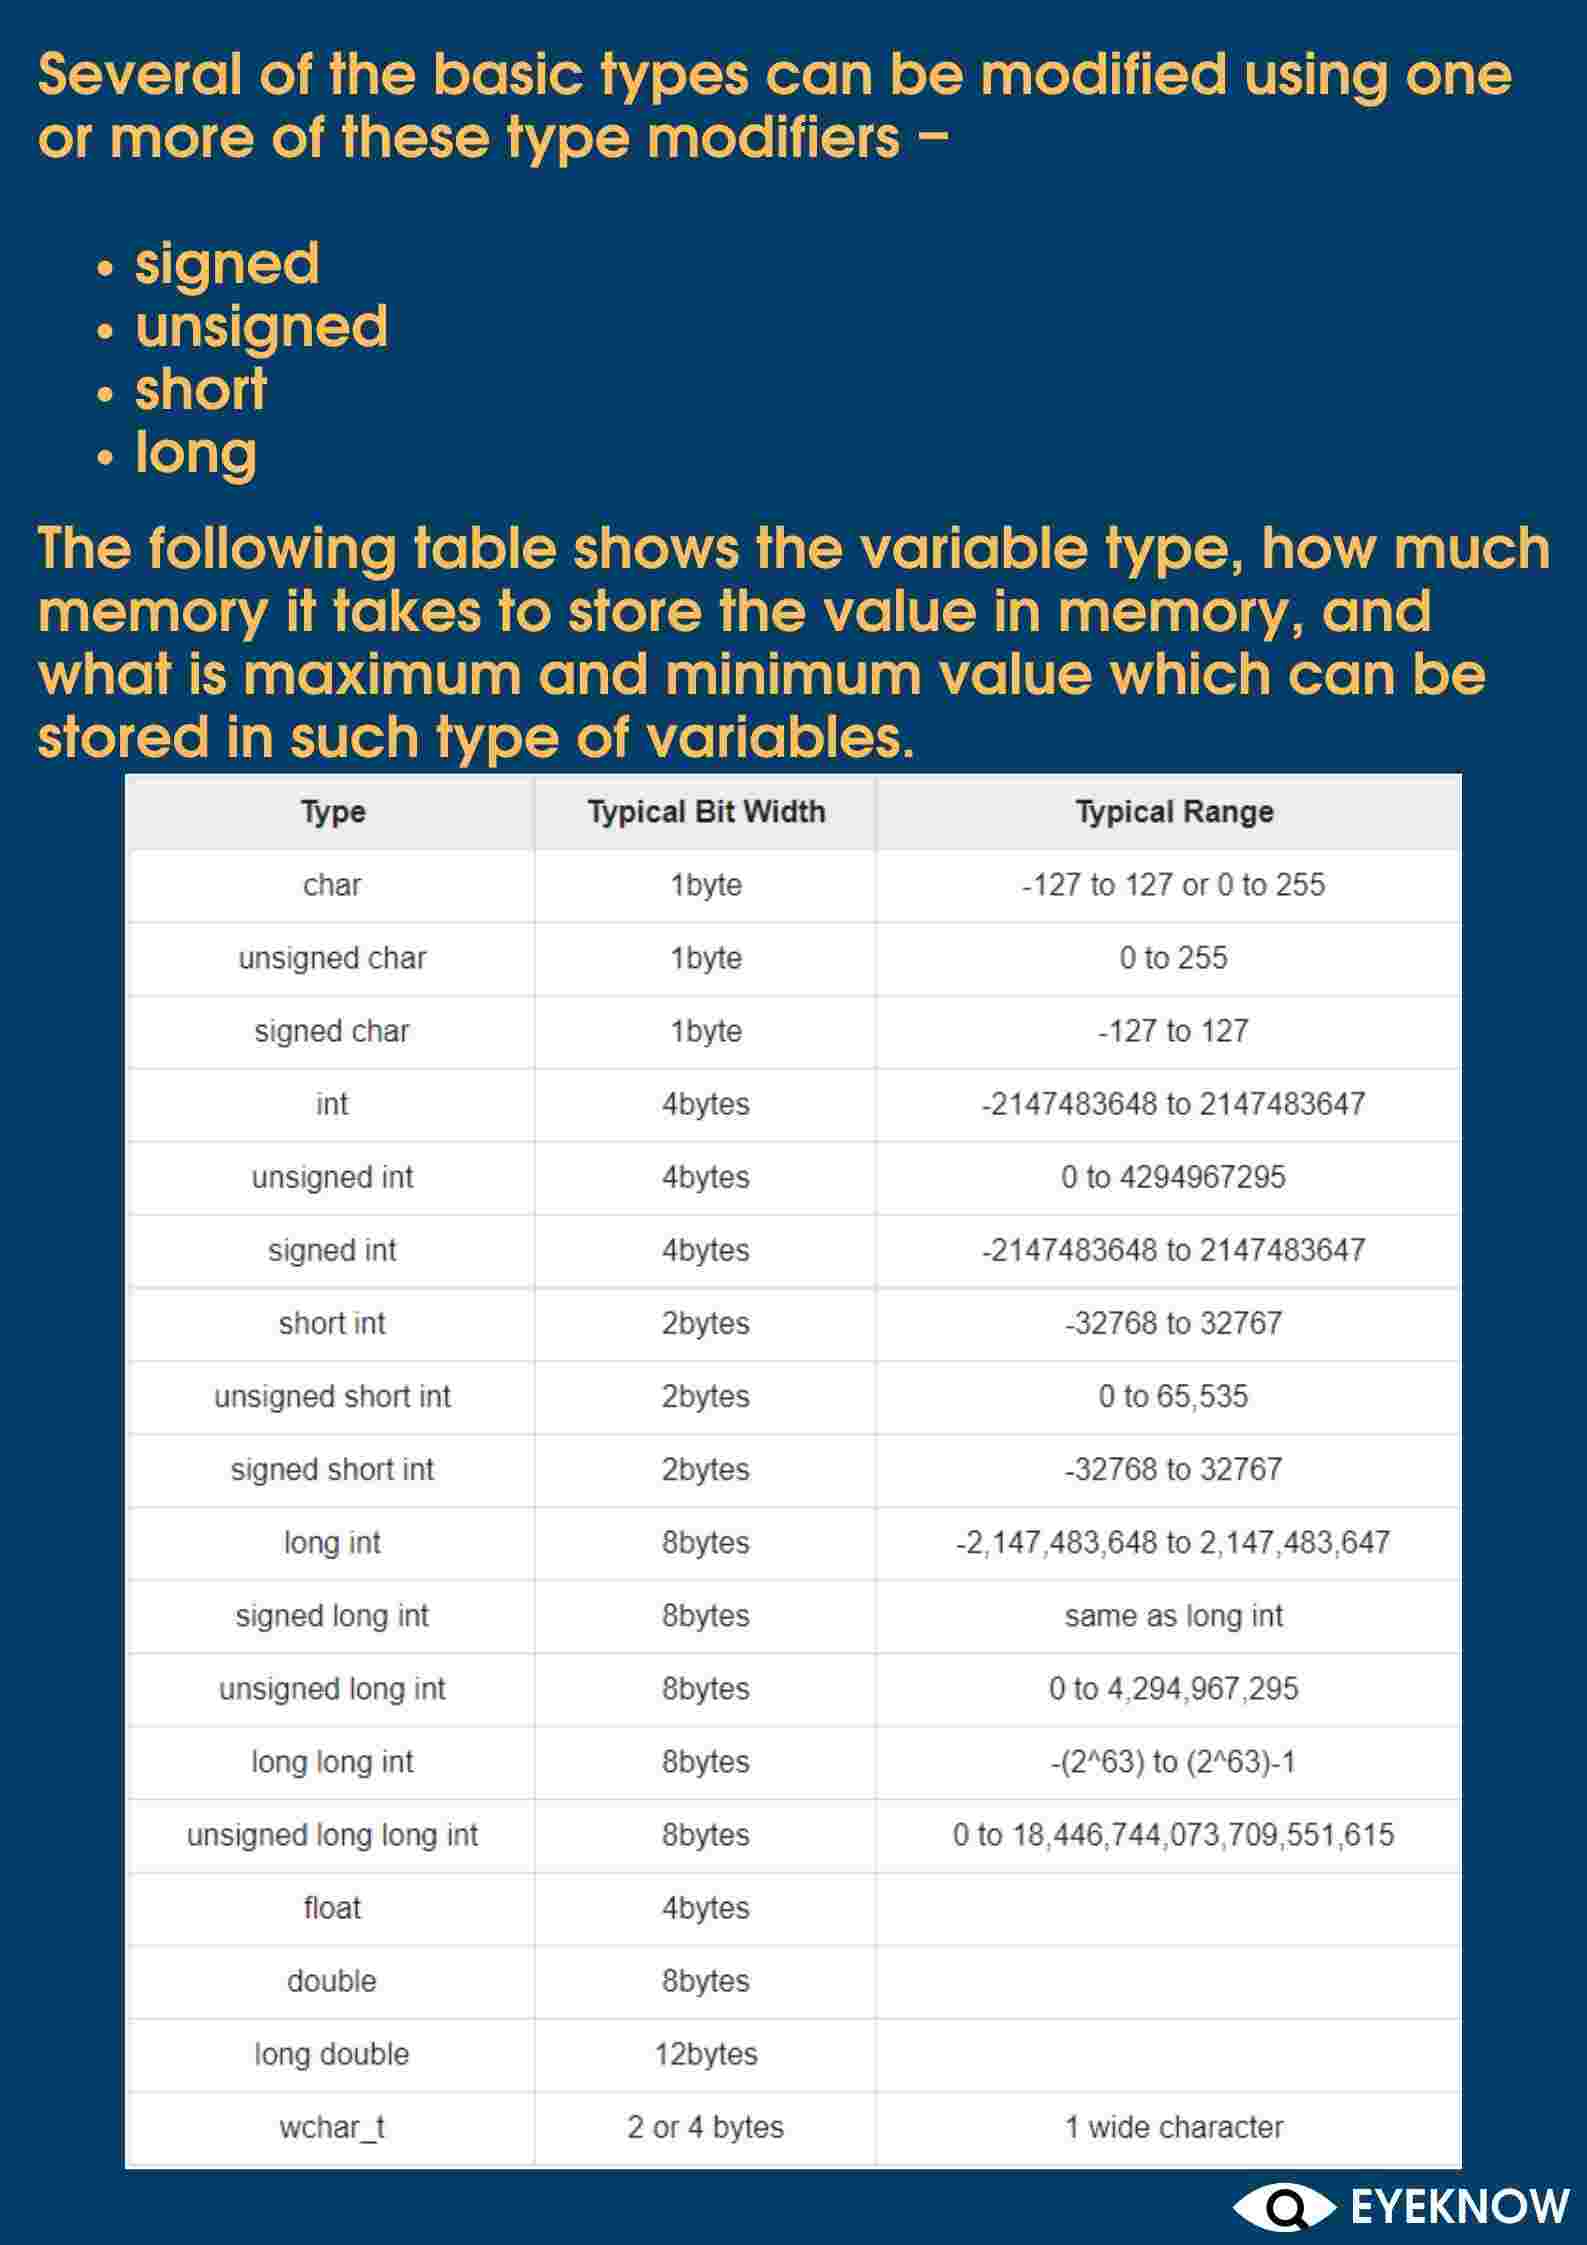 Several of the basic types can be modified using one
or more of these type modifiers –
• signed
• unsigned
• short
• long
The following table shows the variable type, how much
memory it takes to store the value in memory, and
what is maximum and minimum value which can be
stored in such type of variables.
Type Typical Bit Width Typical Range
char 1byte -127 to 127 or 0 to 255
unsigned char 1byte 0 to 255
signed char 1byte -127 to 127
int 4bytes -2147483648 to 2147483647
unsigned int 4bytes 0 to 4294967295
signed int 4bytes -2147483648 to 2147483647
short int 2bytes -32768 to 32767
unsigned short int 2bytes 0 to 65,535
signed short int 2bytes -32768 to 32767
long int 8bytes -2,147,483,648 to 2,147,483,647
signed long int 8bytes same as long int
unsigned long int 8bytes 0 to 4,294,967,295
long long int 8bytes -(2^63) to (2^63)-1
unsigned long long int 8bytes 0 to 18,446,744,073,709,551,615
float 4bytes
double 8bytes
long double 12bytes
wchar_t 2 or 4 bytes 1 wide character
EYEKNOW